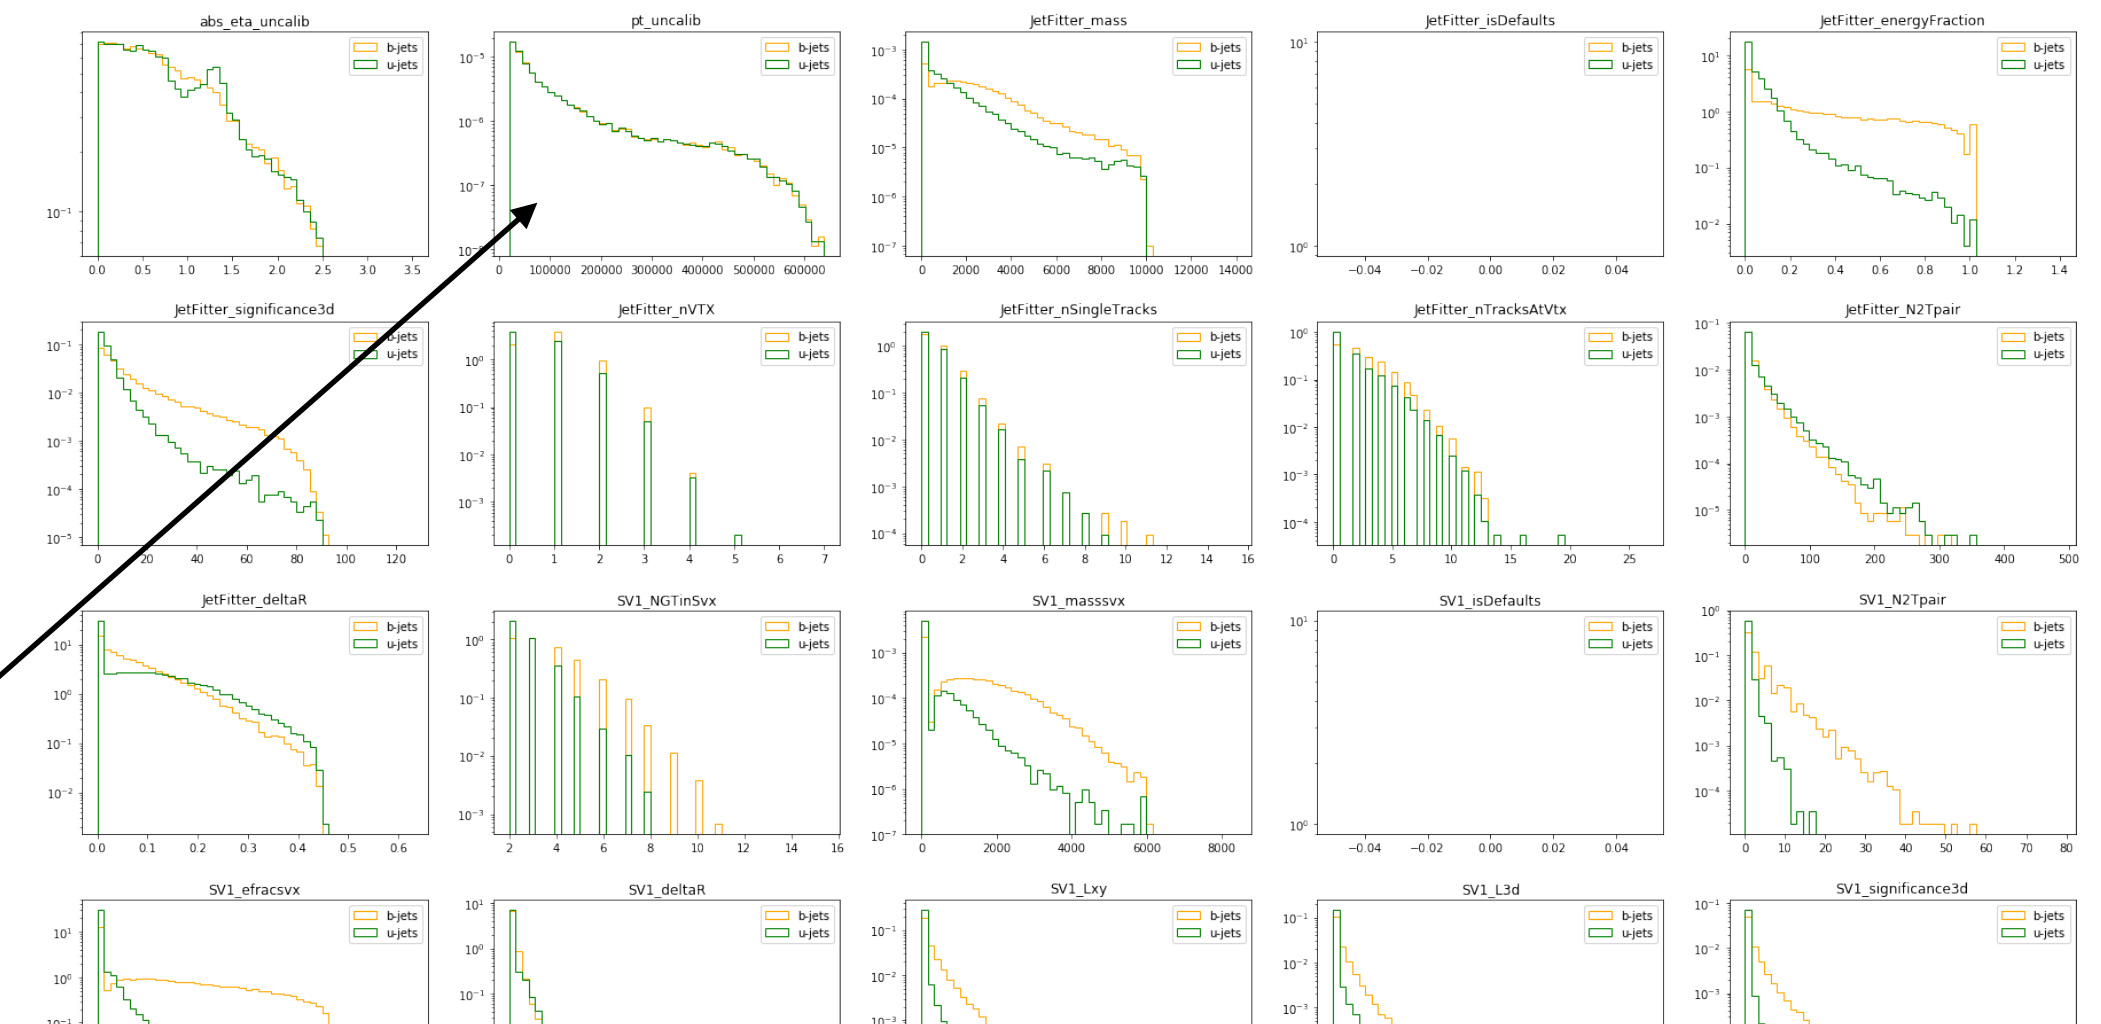 abs_eta_uncalib pt_uncalib JetFitter_mass JetFitter_isDefaults JetFitter_energyFraction
b-jets b-jets b-jets b-jets b-jets
u-jets u-jets u-jets u-jets u-jets
10⁻⁵ 10⁻³ 10¹ 10¹
10⁻⁶ 10⁻⁴ 10⁰
10⁻¹ 10⁻⁷ 10⁻⁵ 10⁻¹
10⁻⁶ 10⁻²
10⁻⁷ 10⁰
0.0 0.5 1.0 1.5 2.0 2.5 3.0 3.5 0 100000 200000 300000 400000 500000 600000 0 2000 4000 6000 8000 10000 12000 14000 −0.04 −0.02 0.00 0.02 0.04 0.0 0.2 0.4 0.6 0.8 1.0 1.2 1.4
JetFitter_significance3d JetFitter_nVTX JetFitter_nSingleTracks JetFitter_nTracksAtVtx JetFitter_N2Tpair
b-jets b-jets b-jets b-jets b-jets
u-jets u-jets u-jets u-jets u-jets
10⁻¹ 10⁰ 10⁰ 10⁰ 10⁻¹
10⁻² 10⁻¹ 10⁻¹ 10⁻¹ 10⁻²
10⁻³ 10⁻² 10⁻² 10⁻² 10⁻³
10⁻⁴ 10⁻³ 10⁻³ 10⁻³ 10⁻⁴
10⁻⁵ 10⁻⁴ 10⁻⁴ 10⁻⁵
0 20 40 60 80 100 120 0 1 2 3 4 5 6 7 0 2 4 6 8 10 12 14 16 0 5 10 15 20 25 0 100 200 300 400 500
JetFitter_deltaR SV1_NGTinSvx SV1_masssvx SV1_isDefaults SV1_N2Tpair
b-jets b-jets b-jets b-jets b-jets
u-jets u-jets u-jets u-jets u-jets
10¹ 10⁰ 10⁻³ 10¹ 10⁰
10⁰ 10⁻¹ 10⁻⁴ 10⁻¹
10⁻¹ 10⁻² 10⁻⁵ 10⁻²
10⁻² 10⁻³ 10⁻⁶ 10⁻³
10⁻⁷ 10⁰ 10⁻⁴
0.0 0.1 0.2 0.3 0.4 0.5 0.6 2 4 6 8 10 12 14 16 0 2000 4000 6000 8000 −0.04 −0.02 0.00 0.02 0.04 0 10 20 30 40 50 60 70 80
SV1_efracsvx SV1_deltaR SV1_Lxy SV1_L3d SV1_significance3d
b-jets b-jets b-jets b-jets b-jets
u-jets u-jets u-jets u-jets u-jets
10¹ 10¹ 10⁻¹ 10⁻¹ 10⁻¹
10⁰ 10⁰ 10⁻² 10⁻² 10⁻²
10⁻¹ 10⁻¹ 10⁻³ 10⁻³ 10⁻³